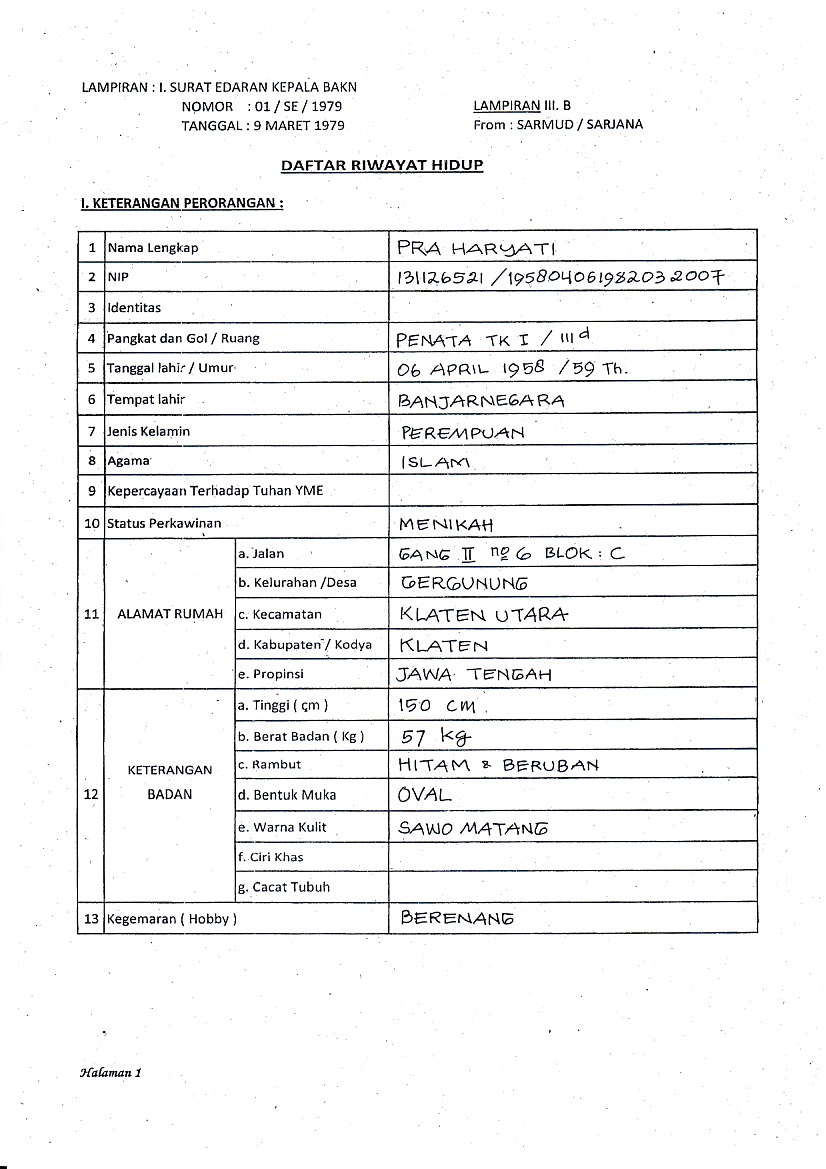 LAMPIRAN : I. SURAT EDARAN KEPALA BAKN
NOMOR : 01 / SE / 1979
LAMPIRAN III. B
TANGGAL : 9 MARET 1979
From : SARMUD / SARJANA
DAFTAR RIWAYAT HIDUP
I. KETERANGAN PERORANGAN :
1 Nama Lengkap PRA HARYATI
2 NIP 131126521 / 19580406198203 2007
3 Identitas
4 Pangkat dan Gol / Ruang PENATA TK I / III d
5 Tanggal lahir / Umur 06 APRIL 1958 / 59 Th.
6 Tempat lahir BANJARNEGARA
7 Jenis Kelamin PEREMPUAN
8 Agama ISLAM
9 Kepercayaan Terhadap Tuhan YME
10 Status Perkawinan MENIKAH
11 ALAMAT RUMAH
a. Jalan GANG II no 6 BLOK : C
b. Kelurahan /Desa GERGUNUNG
c. Kecamatan KLATEN UTARA
d. Kabupaten / Kodya KLATEN
e. Propinsi JAWA TENGAH
12 KETERANGAN BADAN
a. Tinggi ( cm ) 150 CM
b. Berat Badan ( Kg ) 57 kg
c. Rambut HITAM & BERUBAN
d. Bentuk Muka OVAL
e. Warna Kulit SAWO MATANG
f. Ciri Khas
g. Cacat Tubuh
13 Kegemaran ( Hobby ) BERENANG
Halaman 1